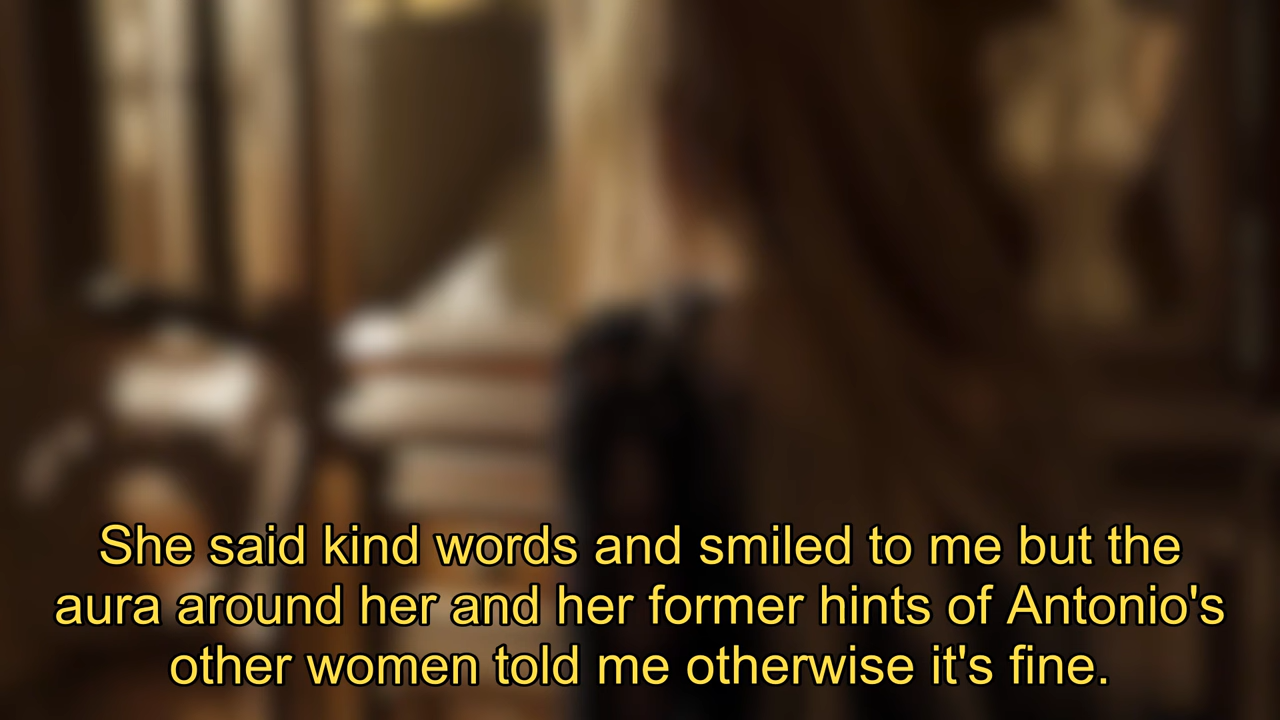 She said kind words and smiled to me but the
aura around her and her former hints of Antonio's
other women told me otherwise it's fine.